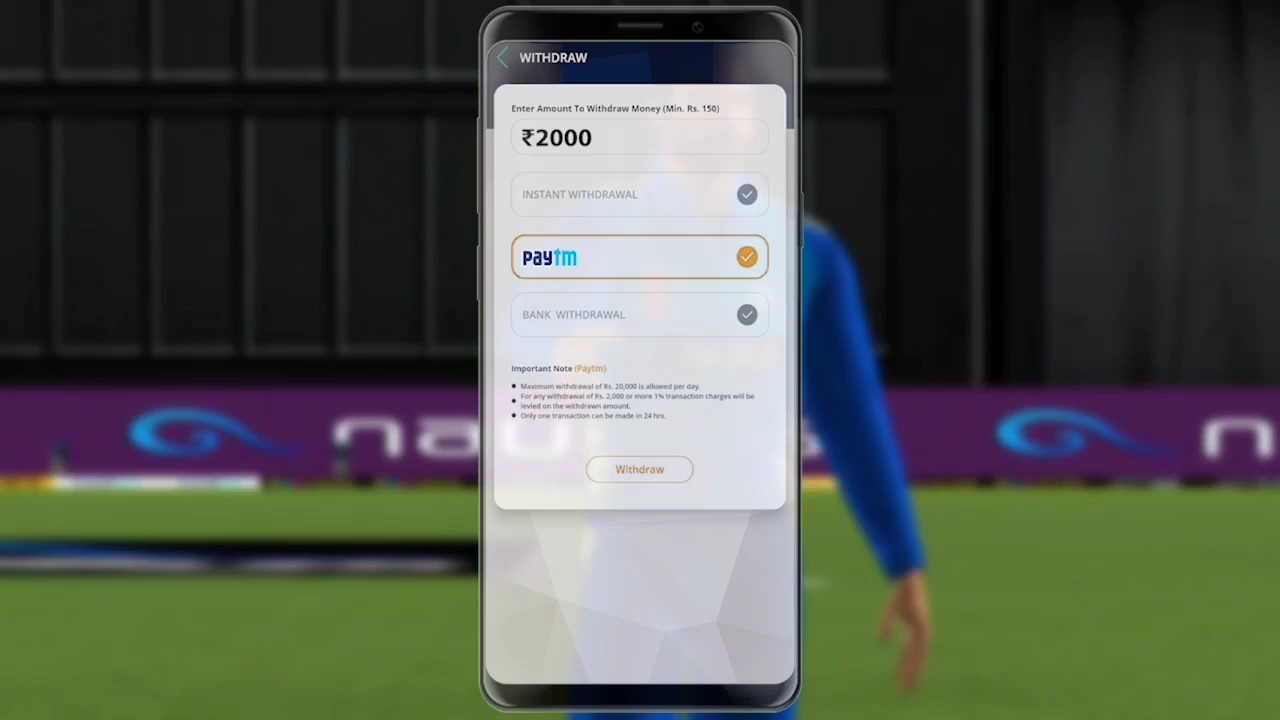 WITHDRAW
Enter Amount To Withdraw Money (Min. Rs. 150)
₹2000
INSTANT WITHDRAWAL
paytm
BANK WITHDRAWAL
Important Note (Paytm)
Maximum withdrawal of Rs. 20,000 is allowed per day.
For any withdrawal of Rs. 2,000 or more 1% transaction charges will be
levied on the withdrawn amount.
Only one transaction can be made in 24 hrs.
Withdraw